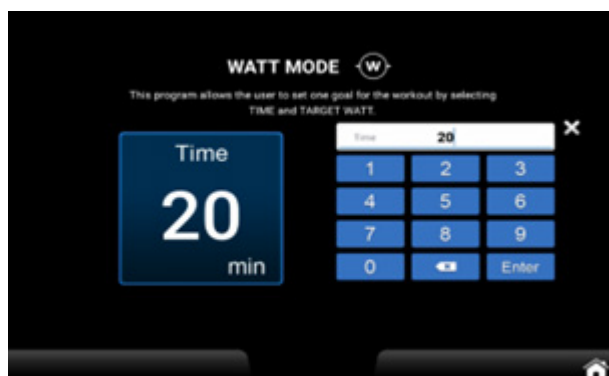 WATT MODE W
This program allows the user to set one goal for the workout by selecting
TIME and TARGET WATT.
Time
20
min
Time 20
1 2 3
4 5 6
7 8 9
0 Enter